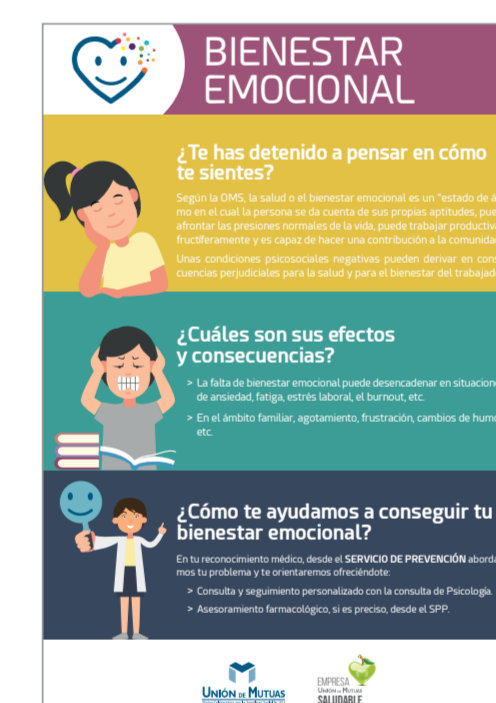 BIENESTAR
EMOCIONAL
¿Te has detenido a pensar en cómo
te sientes?
Según la OMS, la salud o el bienestar emocional es un "estado de á
mo en el cual la persona se da cuenta de sus propias aptitudes, pue
afrontar las presiones normales de la vida, puede trabajar productiva
fructíferamente y es capaz de hacer una contribución a la comunida
Unas condiciones psicosociales negativas pueden derivar en cons
cuencias perjudiciales para la salud y para el bienestar del trabajad
¿Cuáles son sus efectos
y consecuencias?
> La falta de bienestar emocional puede desencadenar en situacion
de ansiedad, fatiga, estrés laboral, el burnout, etc.
> En el ámbito familiar, agotamiento, frustración, cambios de humo
etc.
¿Cómo te ayudamos a conseguir tu
bienestar emocional?
En tu reconocimiento médico, desde el SERVICIO DE PREVENCIÓN aborda
mos tu problema y te orientaremos ofreciéndote:
> Consulta y seguimiento personalizado con la consulta de Psicología.
> Asesoramiento farmacológico, si es preciso, desde el SPP.
UNIÓN DE MUTUAS
EMPRESA
UNIÓN DE MUTUAS
SALUDABLE